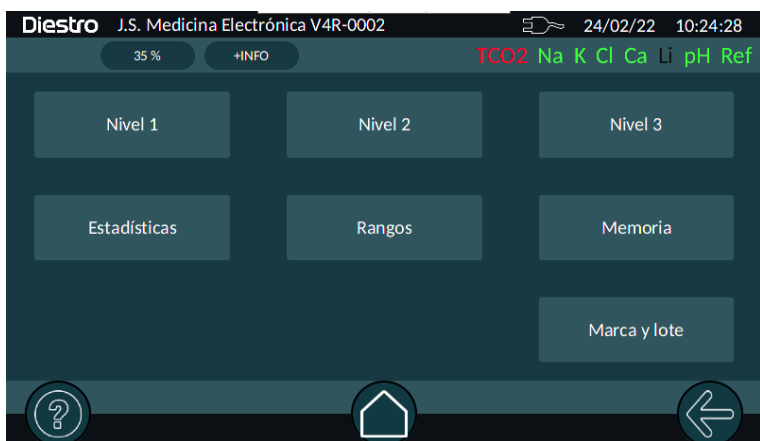 Diestro J.S. Medicina Electrónica V4R-0002 24/02/22 10:24:28
35 % +INFO TCO2 Na K Cl Ca Li pH Ref
Nivel 1 Nivel 2 Nivel 3
Estadísticas Rangos Memoria
Marca y lote
?